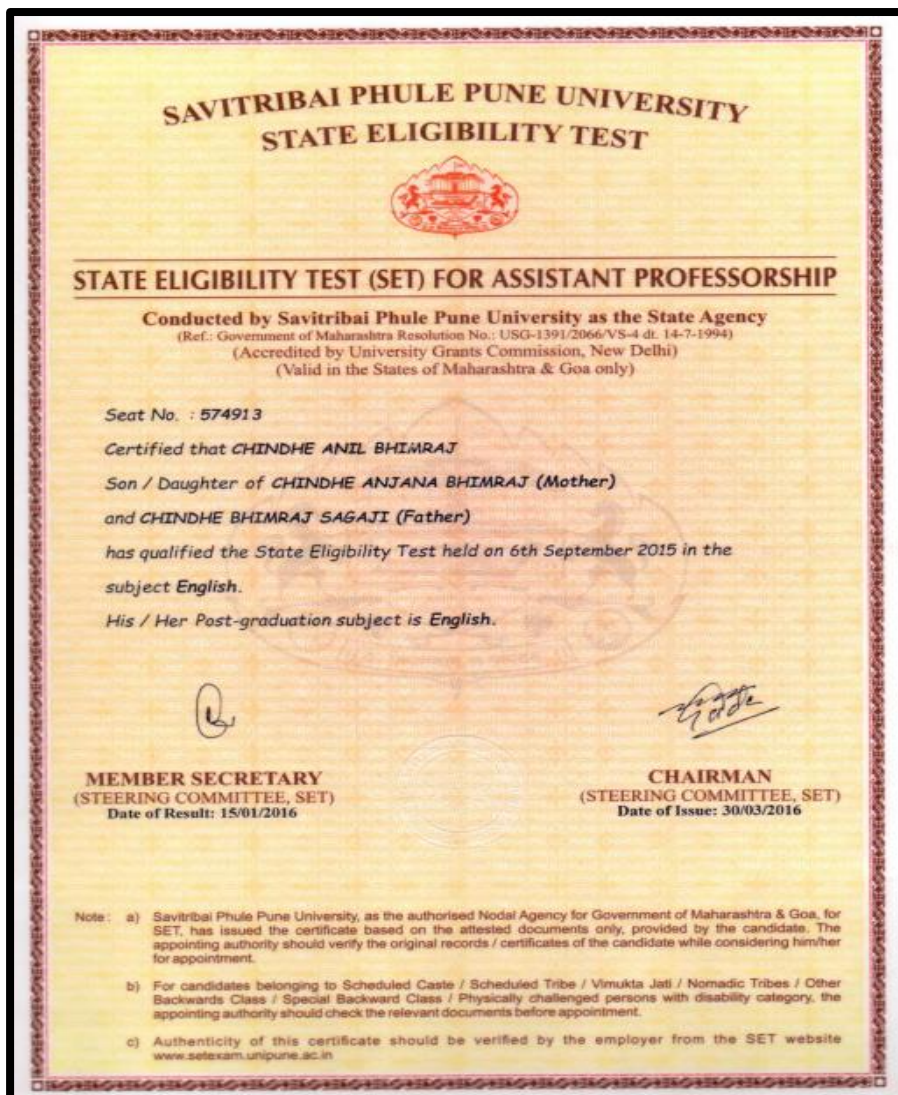 SAVITRIBAI PHULE PUNE UNIVERSITY
STATE ELIGIBILITY TEST
STATE ELIGIBILITY TEST (SET) FOR ASSISTANT PROFESSORSHIP
Conducted by Savitribai Phule Pune University as the State Agency
(Ref.: Government of Maharashtra Resolution No.: USG-1391/2066/VS-4 dt. 14-7-1994)
(Accredited by University Grants Commission, New Delhi)
(Valid in the States of Maharashtra & Goa only)
Seat No. : 574913
Certified that CHINDHE ANIL BHIMRAJ
Son / Daughter of CHINDHE ANJANA BHIMRAJ (Mother)
and CHINDHE BHIMRAJ SAGAJI (Father)
has qualified the State Eligibility Test held on 6th September 2015 in the
subject English.
His / Her Post-graduation subject is English.
MEMBER SECRETARY
(STEERING COMMITTEE, SET)
Date of Result: 15/01/2016
CHAIRMAN
(STEERING COMMITTEE, SET)
Date of Issue: 30/03/2016
Note: a) Savitribai Phule Pune University, as the authorised Nodal Agency for Government of Maharashtra & Goa, for
SET, has issued the certificate based on the attested documents only, provided by the candidate. The
appointing authority should verify the original records / certificates of the candidate while considering him/her
for appointment.
b) For candidates belonging to Scheduled Caste / Scheduled Tribe / Vimukta Jati / Nomadic Tribes / Other
Backwards Class / Special Backward Class / Physically challenged persons with disability category, the
appointing authority should check the relevant documents before appointment.
c) Authenticity of this certificate should be verified by the employer from the SET website
www.setexam.unipune.ac.in